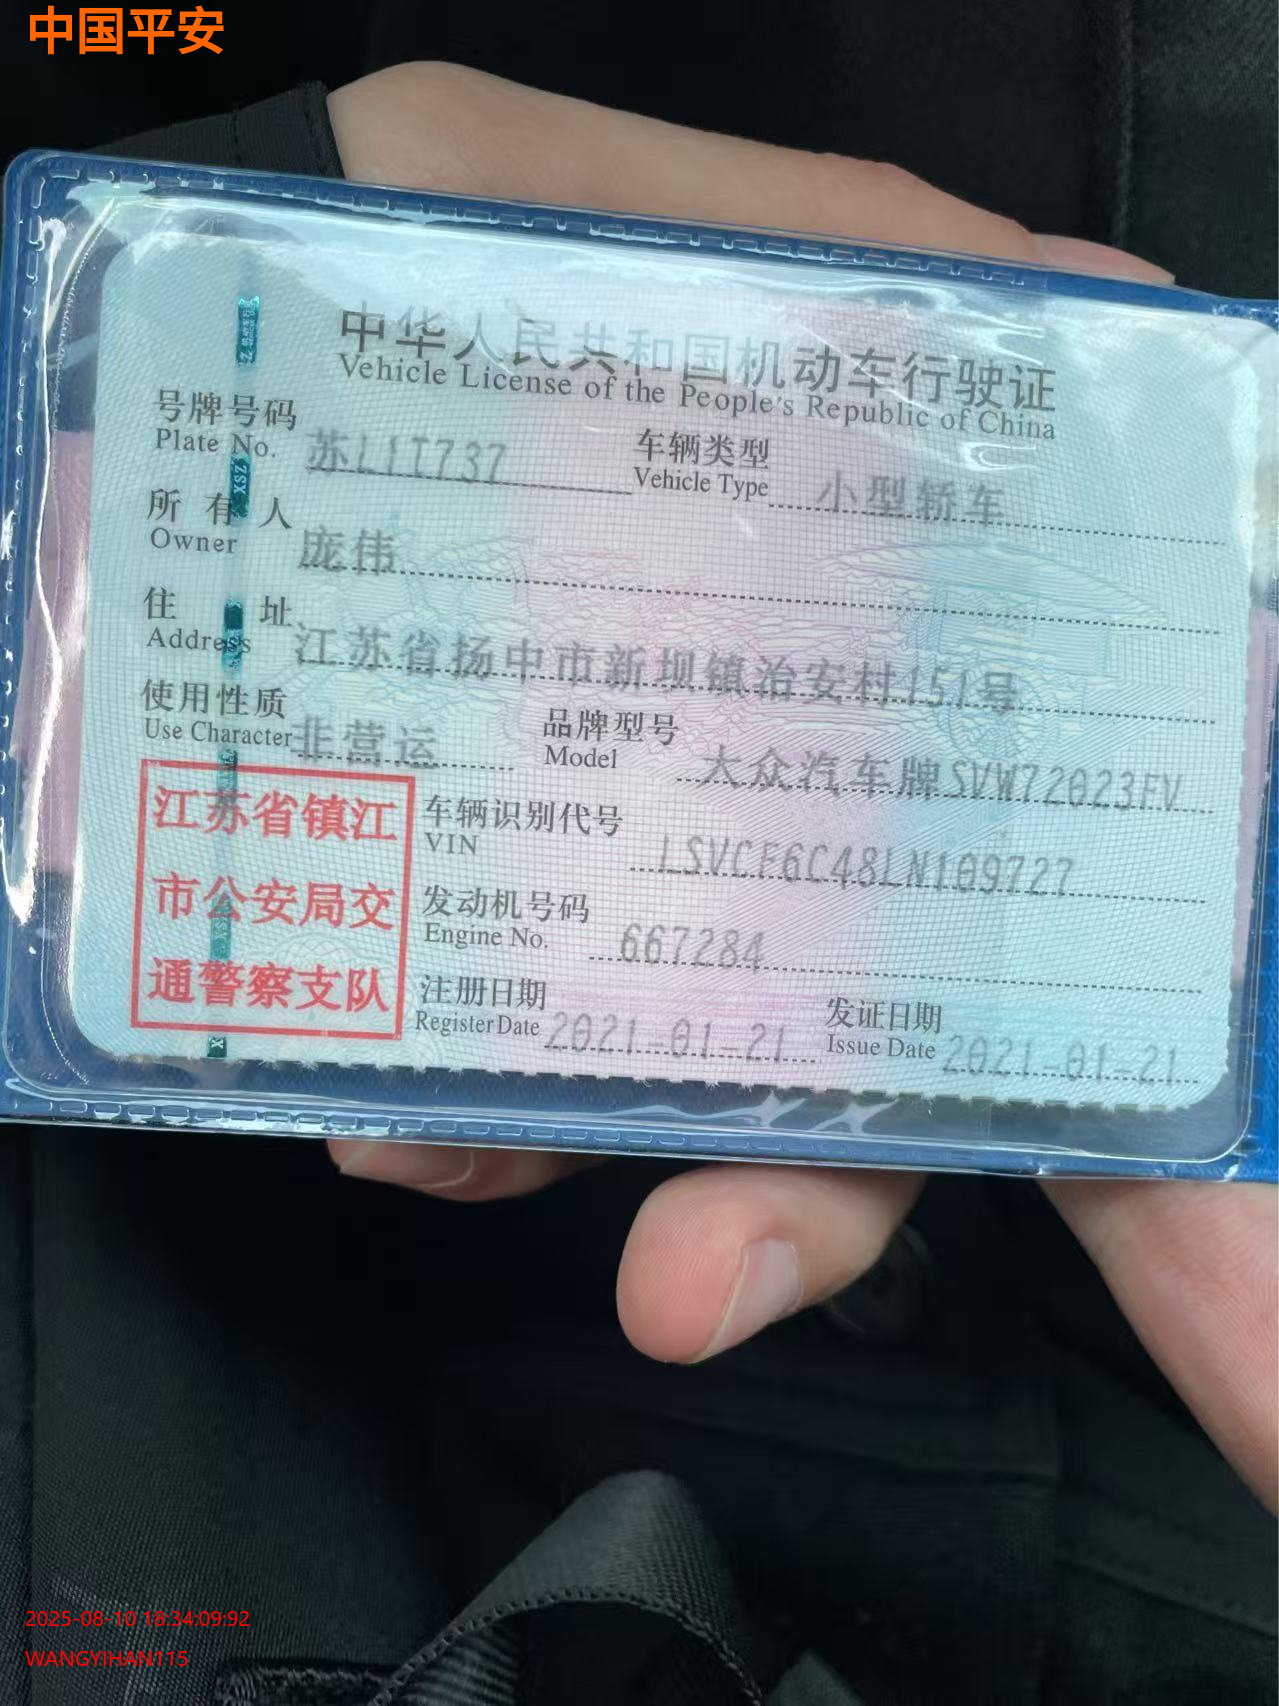 中国平安
中华人民共和国机动车行驶证
Vehicle License of the People's Republic of China
号牌号码 苏L1T737 车辆类型 小型轿车
Plate No. Vehicle Type
所有人 庞伟
Owner
住址 江苏省扬中市新坝镇治安村151号
Address
使用性质 非营运 品牌型号 大众汽车牌SVW72023FV
Use Character Model
江苏省镇江
市公安局交
通警察支队
车辆识别代号 LSVCF6C48LN109727
VIN
发动机号码 667284
Engine No.
注册日期 2021-01-21 发证日期 2021-01-21
Register Date Issue Date
XSZ
2025-08-10 18:34:09:92
WANGYIHAN115